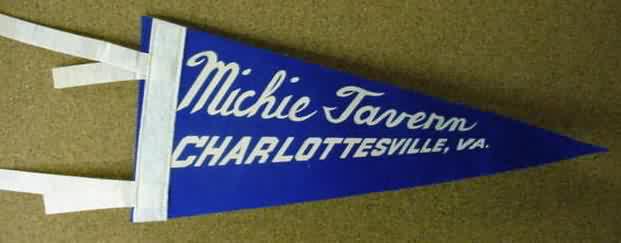 Michie Tavern
CHARLOTTESVILLE, VA.